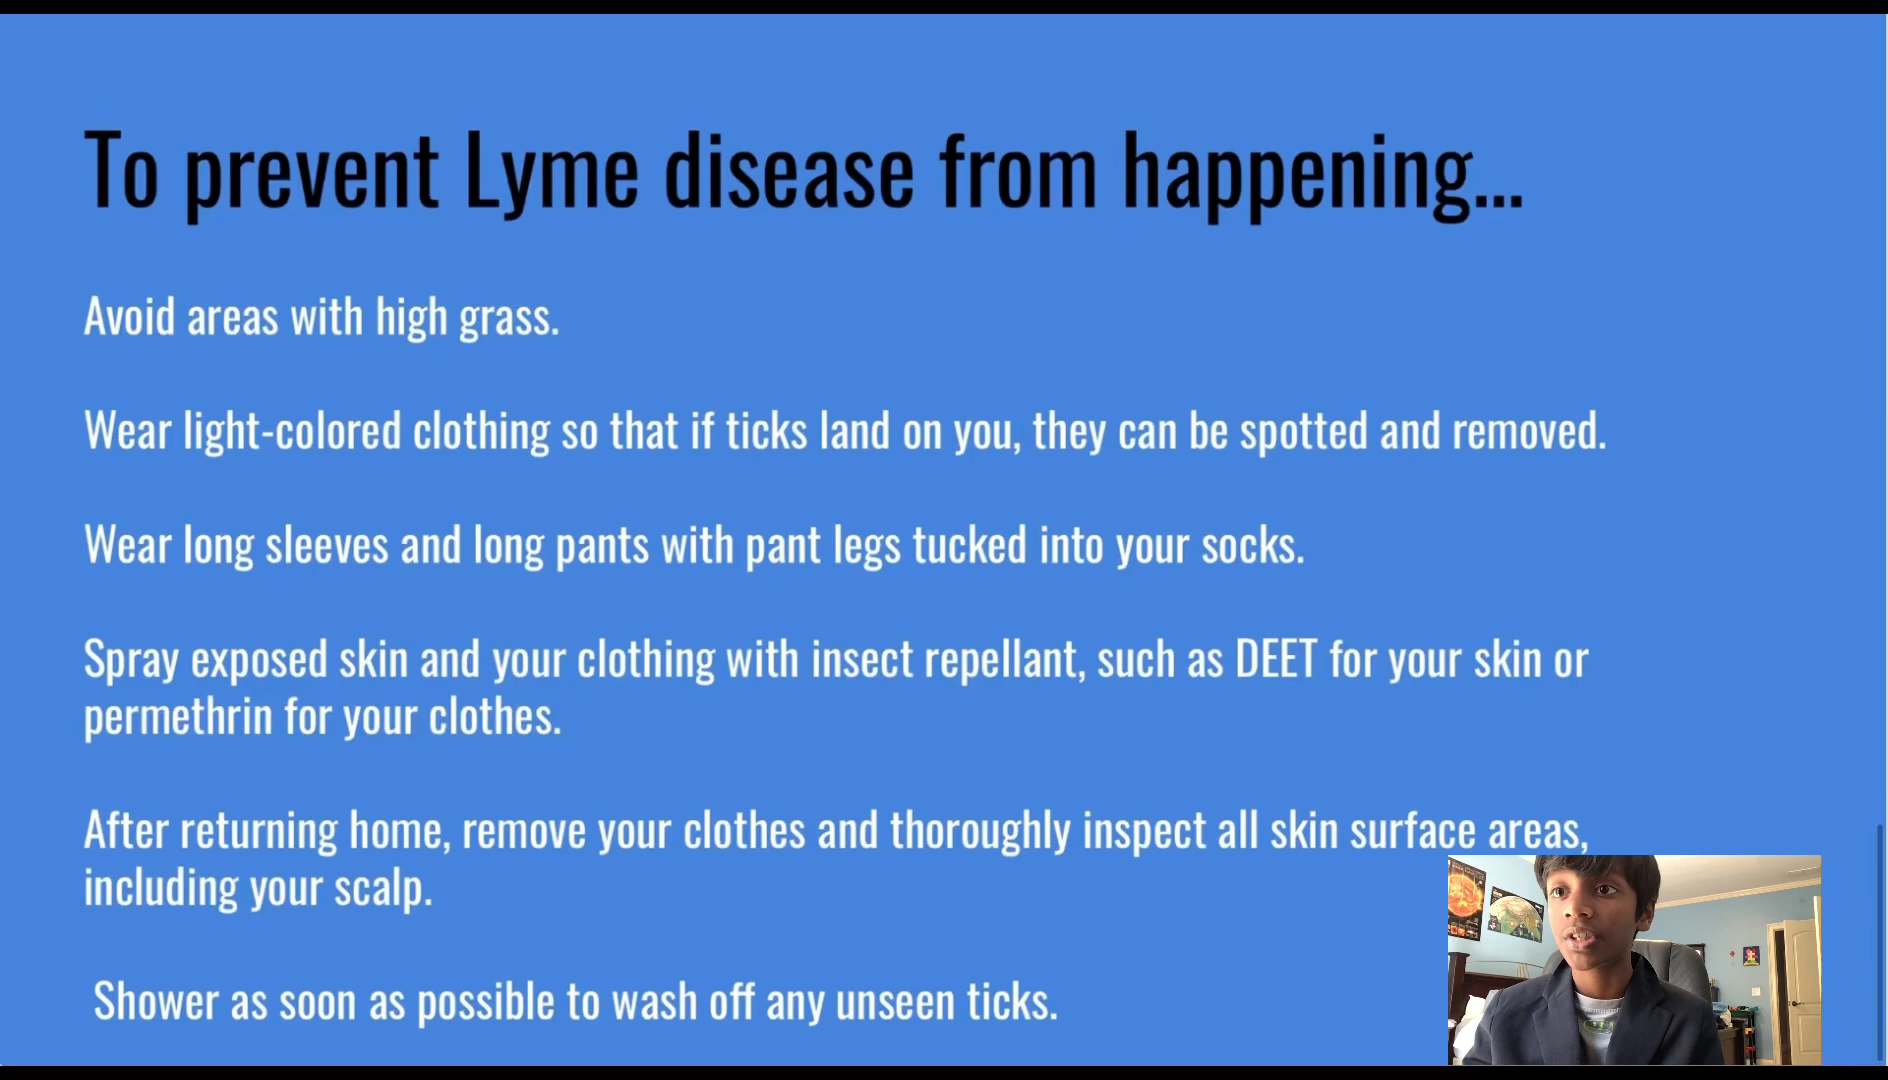 To prevent Lyme disease from happening...
Avoid areas with high grass.
Wear light-colored clothing so that if ticks land on you, they can be spotted and removed.
Wear long sleeves and long pants with pant legs tucked into your socks.
Spray exposed skin and your clothing with insect repellant, such as DEET for your skin or
permethrin for your clothes.
After returning home, remove your clothes and thoroughly inspect all skin surface areas,
including your scalp.
Shower as soon as possible to wash off any unseen ticks.